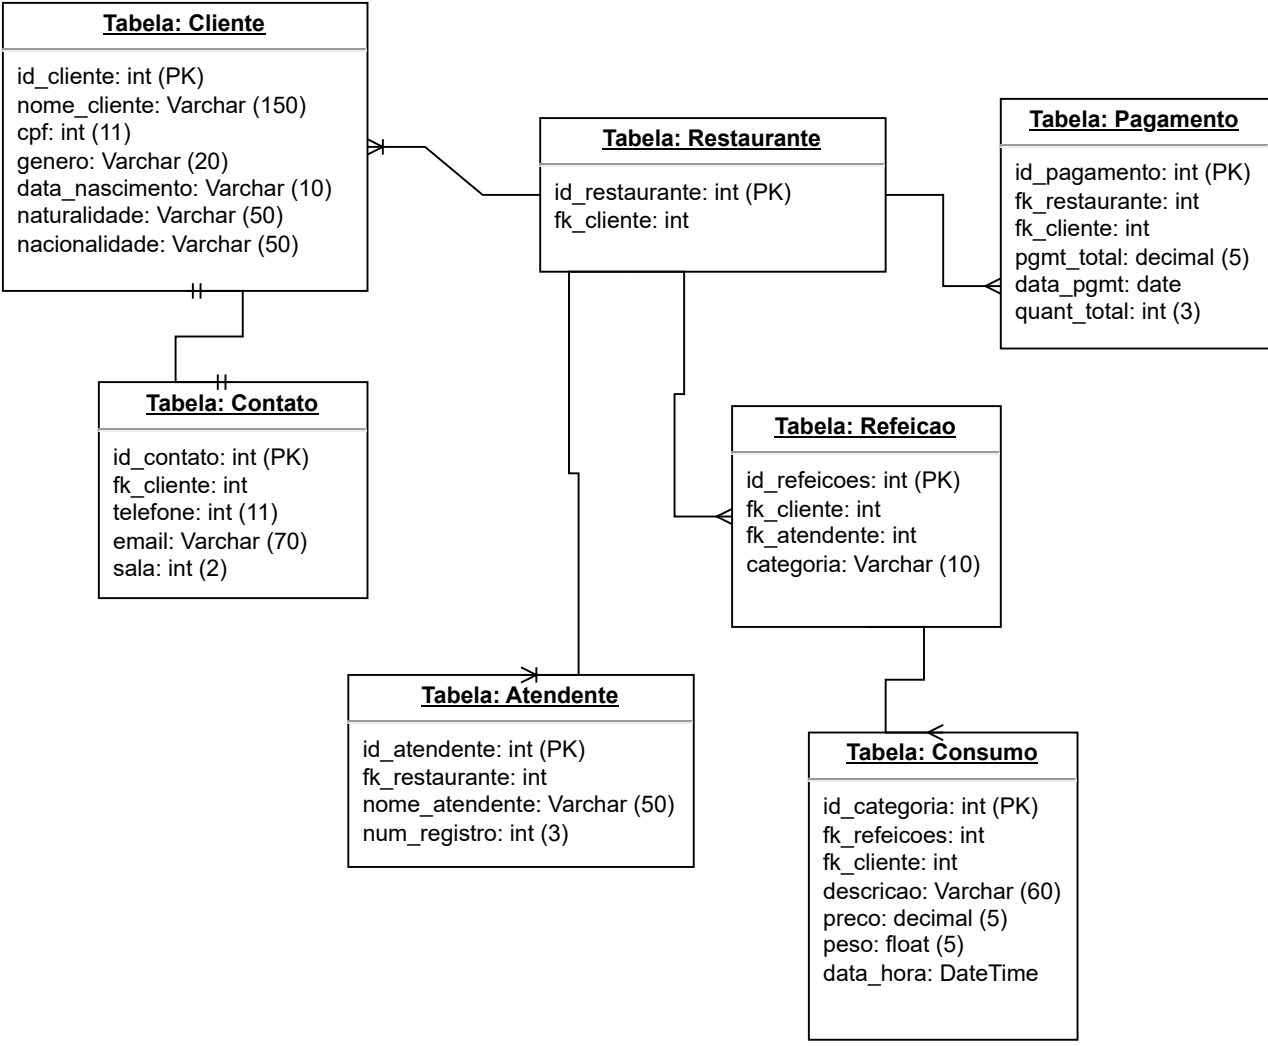 Tabela: Cliente
id_cliente: int (PK)
nome_cliente: Varchar (150)
cpf: int (11)
genero: Varchar (20)
data_nascimento: Varchar (10)
naturalidade: Varchar (50)
nacionalidade: Varchar (50)
Tabela: Restaurante
id_restaurante: int (PK)
fk_cliente: int
Tabela: Pagamento
id_pagamento: int (PK)
fk_restaurante: int
fk_cliente: int
pgmt_total: decimal (5)
data_pgmt: date
quant_total: int (3)
Tabela: Contato
id_contato: int (PK)
fk_cliente: int
telefone: int (11)
email: Varchar (70)
sala: int (2)
Tabela: Refeicao
id_refeicoes: int (PK)
fk_cliente: int
fk_atendente: int
categoria: Varchar (10)
Tabela: Atendente
id_atendente: int (PK)
fk_restaurante: int
nome_atendente: Varchar (50)
num_registro: int (3)
Tabela: Consumo
id_categoria: int (PK)
fk_refeicoes: int
fk_cliente: int
descricao: Varchar (60)
preco: decimal (5)
peso: float (5)
data_hora: DateTime